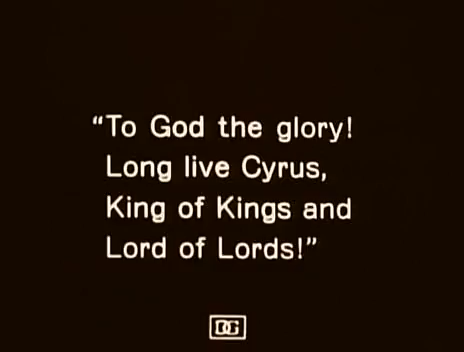 “To God the glory!
Long live Cyrus,
King of Kings and
Lord of Lords!”
DG